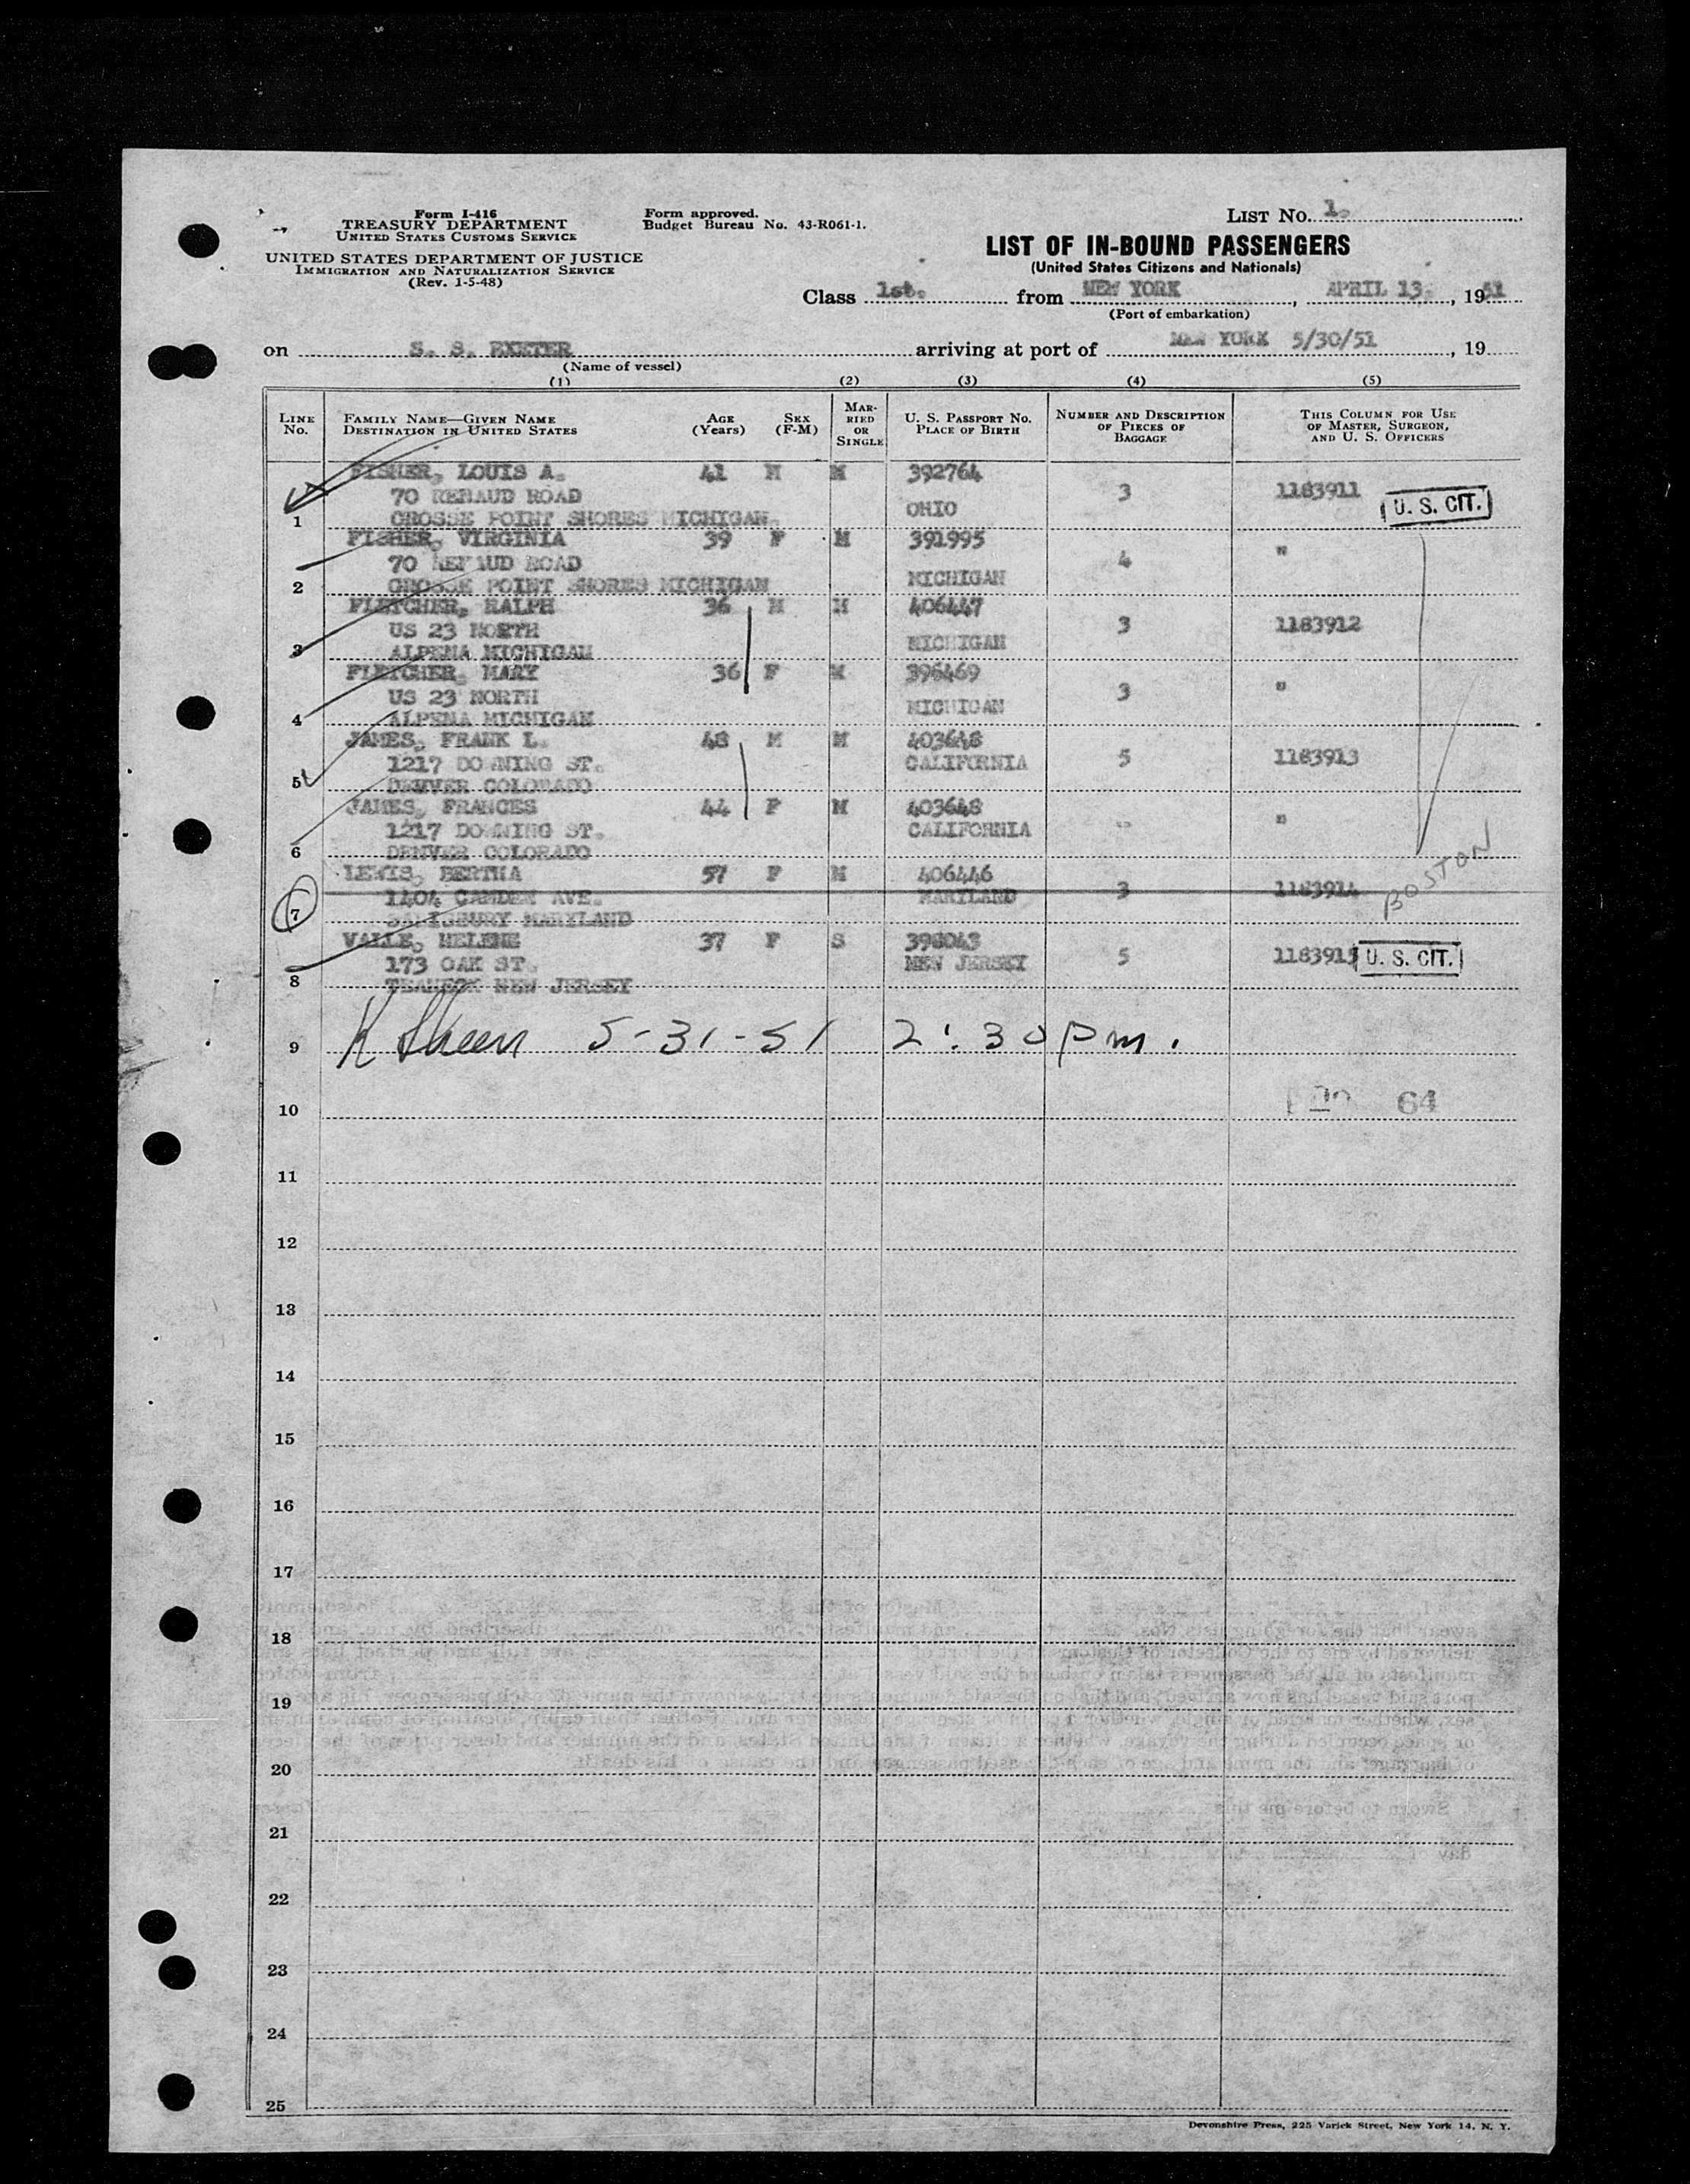 Form I-416
TREASURY DEPARTMENT
UNITED STATES CUSTOMS SERVICE
UNITED STATES DEPARTMENT OF JUSTICE
IMMIGRATION AND NATURALIZATION SERVICE
(Rev. 1-5-48)
Form approved.
Budget Bureau No. 43-R061-1.
LIST NO. 1.
LIST OF IN-BOUND PASSENGERS
(United States Citizens and Nationals)
Class 1st. from NEW YORK, APRIL 13, 1951
(Port of embarkation)
on S. S. EXETER arriving at port of NEW YORK 5/30/51, 19
(Name of vessel)
(1) (2) (3) (4) (5)
LINE No. FAMILY NAME—GIVEN NAME DESTINATION IN UNITED STATES AGE (Years) SEX (F-M) MARRIED OR SINGLE U. S. PASSPORT NO. PLACE OF BIRTH NUMBER AND DESCRIPTION OF PIECES OF BAGGAGE THIS COLUMN FOR USE OF MASTER, SURGEON, AND U. S. OFFICERS
FISHER, LOUIS A. 41 M M 392764
70 RENAUD ROAD OHIO 3 1183911 U. S. CIT.
1 GROSSE POINT SHORES MICHIGAN.
FISHER, VIRGINIA 39 F M 391995
70 RENAUD ROAD 4 "
2 GROSSE POINT SHORES MICHIGAN MICHIGAN
FLETCHER, RALPH 36 M M 406447
US 23 NORTH 3 1183912
3 ALPENA MICHIGAN MICHIGAN
FLETCHER, MARY 36 F M 396469
US 23 NORTH 3 "
4 ALPENA MICHIGAN MICHIGAN
JAMES, FRANK L. 48 M M 403648
1217 DOWNING ST. CALIFORNIA 5 1183913
5 DENVER COLORADO
JAMES, FRANCES 44 F M 403648
1217 DOWNING ST. CALIFORNIA " "
6 DENVER COLORADO
LEWIS, BERTHA 57 F M 406446
1404 CAMDEN AVE. MARYLAND 3 1183914 BOSTON
7 SALISBURY MARYLAND
VALLE, HELENE 37 F S 398043
173 OAK ST. NEW JERSEY 5 1183915 U. S. CIT.
8 TEANECK NEW JERSEY
9 K Skeen 5-31-51 2:30 pm.
10 64
11
12
13
14
15
16
17
18
19
20
21
22
23
24
25
Devonshire Press, 225 Varick Street, New York 14, N. Y.